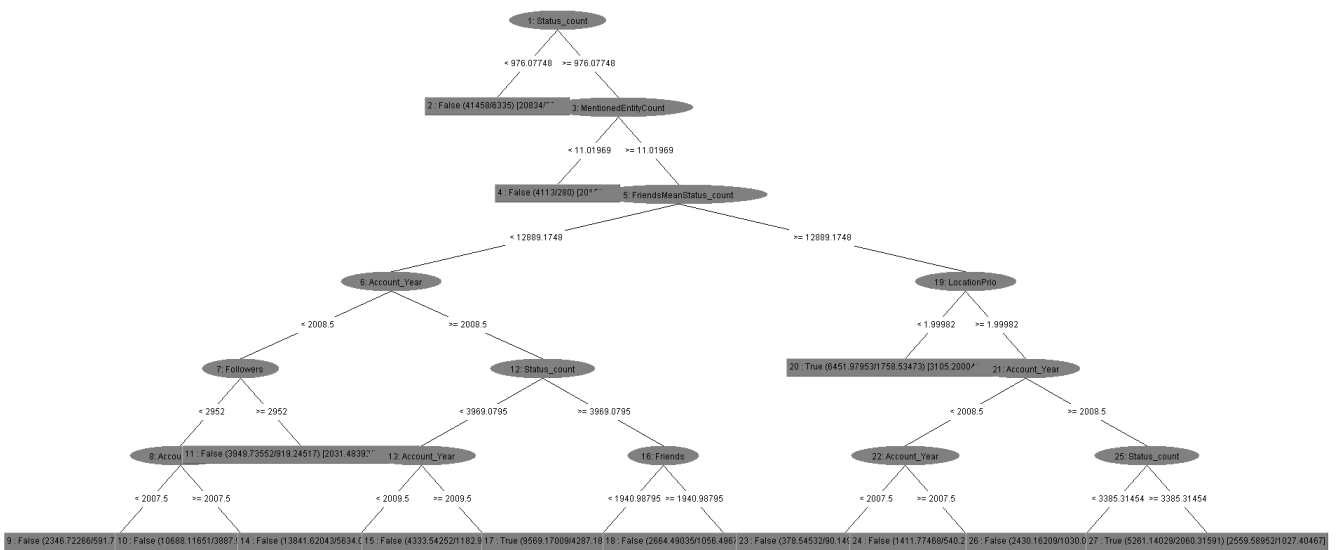 1: Status_count
< 976.07748 >= 976.07748
2 : False (41458/6335) [20834/ 3: MentionedEntityCount
< 11.01969 >= 11.01969
4 : False (4113/280) 5: FriendsMeanStatus_count
< 12889.1748 >= 12889.1748
6: Account_Year 19: LocationPrio
< 2008.5 >= 2008.5 < 1.99982 >= 1.99982
7: Followers 12: Status_count 20 : True (6451.97953/1758.53473) [3105.2000/ 21: Account_Year
< 2952 >= 2952 < 3969.0795 >= 3969.0795 < 2008.5 >= 2008.5
8: Accou 11 : False (3949.73552/919.24517) 13: Account_Year 16: Friends 22: Account_Year 25: Status_count
< 2007.5 >= 2007.5 < 2009.5 >= 2009.5 < 1940.98795 >= 1940.98795 < 2007.5 >= 2007.5 < 3385.31454 >= 3385.31454
9 : False (2346.72266/591.7 10 : False (10688.11651/3887. 14 : False (13841.62043/5634. 15 : False (4333.54252/1182.9 17 : True (9569.17009/4287.18 18 : False (2664.49035/1056.496 23 : False (378.54532/90.14 24 : False (1411.77468/540.2 26 : False (2430.16209/1030.0 27 : True (5261.14029/2060.31591) [2559.58952/1027.40467]